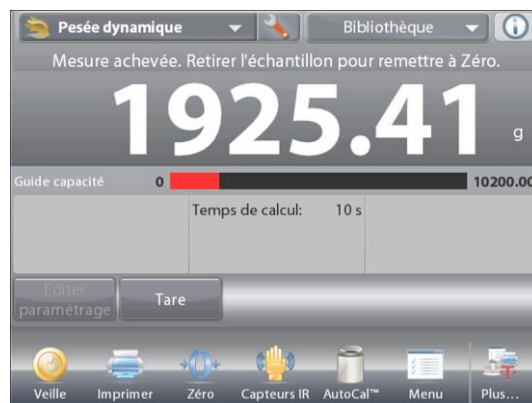 Pesée dynamique
Bibliothèque
Mesure achevée. Retirer l'échantillon pour remettre à Zéro.
1925.41 g
Guide capacité 0 10200.00
Temps de calcul: 10 s
Editer paramétrage
Tare
Veille Imprimer Zéro Capteurs IR AutoCal™ Menu Plus...